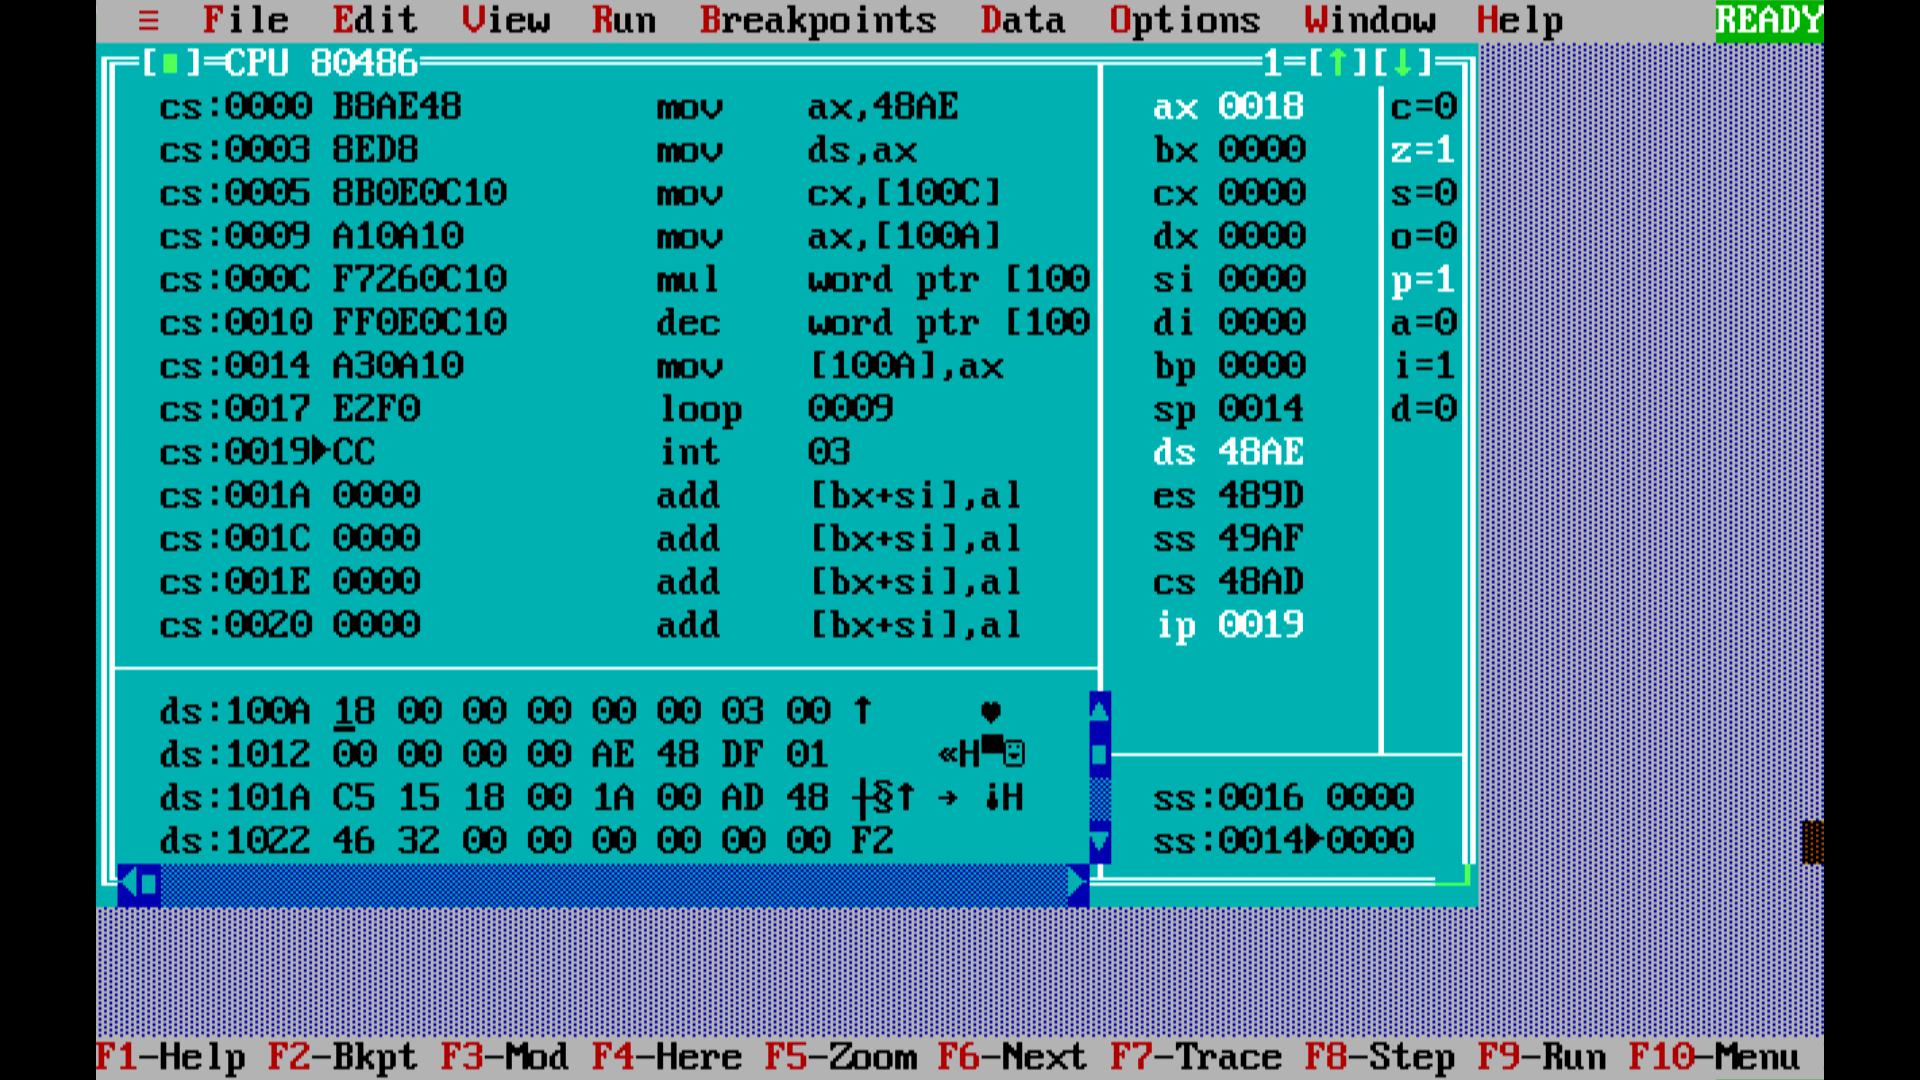 ≡ File Edit View Run Breakpoints Data Options Window Help READY
[■]=CPU 80486 1=[↑][↓]
cs:0000 B8AE48 mov ax,48AE ax 0018 c=0
cs:0003 8ED8 mov ds,ax bx 0000 z=1
cs:0005 8B0E0C10 mov cx,[100C] cx 0000 s=0
cs:0009 A10A10 mov ax,[100A] dx 0000 o=0
cs:000C F7260C10 mul word ptr [100 si 0000 p=1
cs:0010 FF0E0C10 dec word ptr [100 di 0000 a=0
cs:0014 A30A10 mov [100A],ax bp 0000 i=1
cs:0017 E2F0 loop 0009 sp 0014 d=0
cs:0019►CC int 03 ds 48AE
cs:001A 0000 add [bx+si],al es 489D
cs:001C 0000 add [bx+si],al ss 49AF
cs:001E 0000 add [bx+si],al cs 48AD
cs:0020 0000 add [bx+si],al ip 0019
ds:100A 18 00 00 00 00 00 03 00 ↑ ♥
ds:1012 00 00 00 00 AE 48 DF 01 «H▀☺
ds:101A C5 15 18 00 1A 00 AD 48 ┼§↑ → ¡H ss:0016 0000
ds:1022 46 32 00 00 00 00 00 00 F2 ss:0014►0000
F1-Help F2-Bkpt F3-Mod F4-Here F5-Zoom F6-Next F7-Trace F8-Step F9-Run F10-Menu